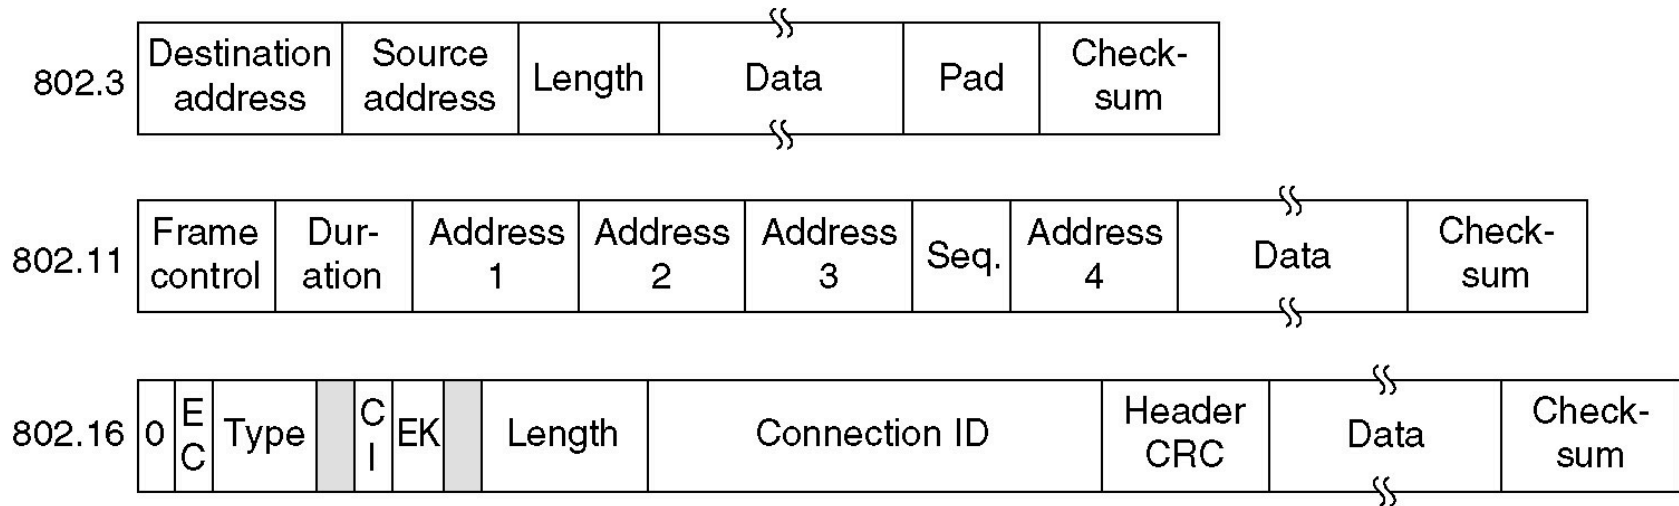 802.3
Destination
address
Source
address
Length
Data
Pad
Check-
sum
802.11
Frame
control
Dur-
ation
Address
1
Address
2
Address
3
Seq.
Address
4
Data
Check-
sum
802.16
0
E
C
Type
C
I
EK
Length
Connection ID
Header
CRC
Data
Check-
sum